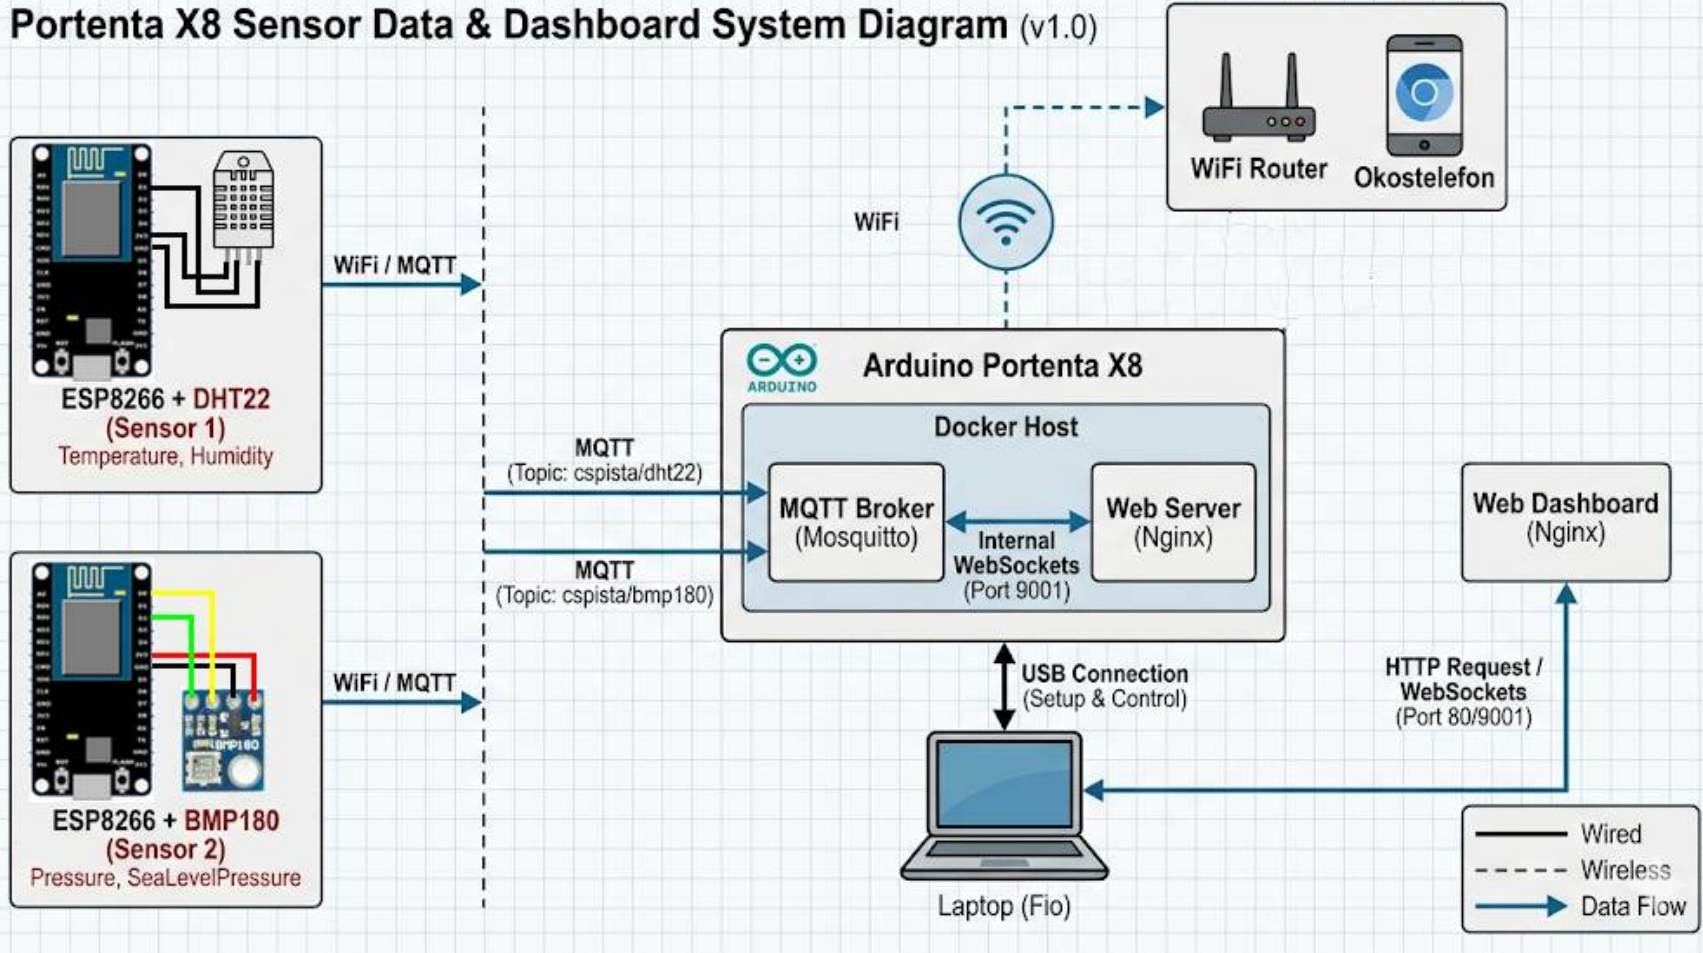 Portenta X8 Sensor Data & Dashboard System Diagram (v1.0)
WiFi Router
Okostelefon
WiFi
WiFi / MQTT
ESP8266 + DHT22
(Sensor 1)
Temperature, Humidity
ARDUINO
Arduino Portenta X8
Docker Host
MQTT
(Topic: cspista/dht22)
MQTT Broker
(Mosquitto)
Internal
WebSockets
(Port 9001)
Web Server
(Nginx)
Web Dashboard
(Nginx)
MQTT
(Topic: cspista/bmp180)
WiFi / MQTT
BMP180
ESP8266 + BMP180
(Sensor 2)
Pressure, SeaLevelPressure
USB Connection
(Setup & Control)
HTTP Request /
WebSockets
(Port 80/9001)
Laptop (Fio)
Wired
Wireless
Data Flow